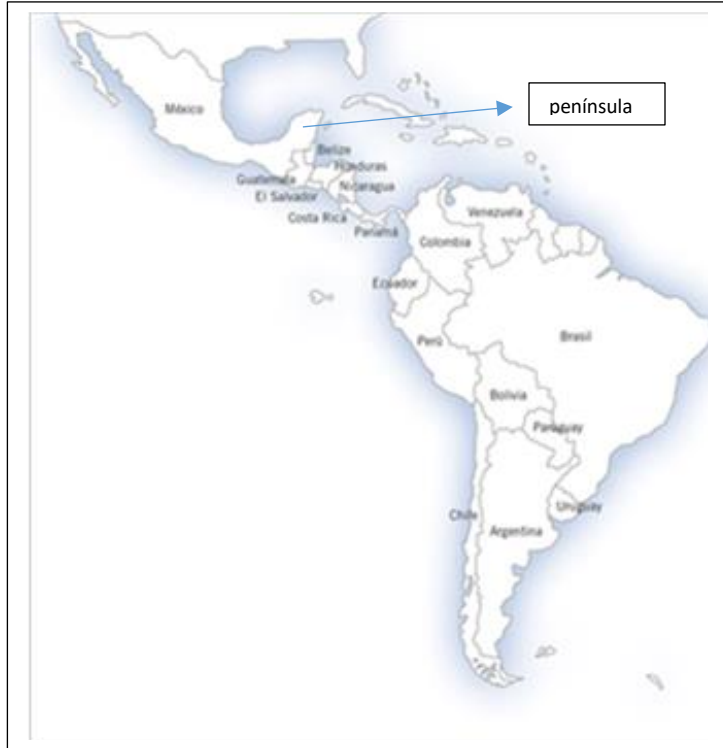 México
península
Belize
Honduras
Guatemala
Nicaragua
El Salvador
Costa Rica
Panamá
Venezuela
Colombia
Ecuador
Perú
Brasil
Bolivia
Paraguay
Chile
Uruguay
Argentina